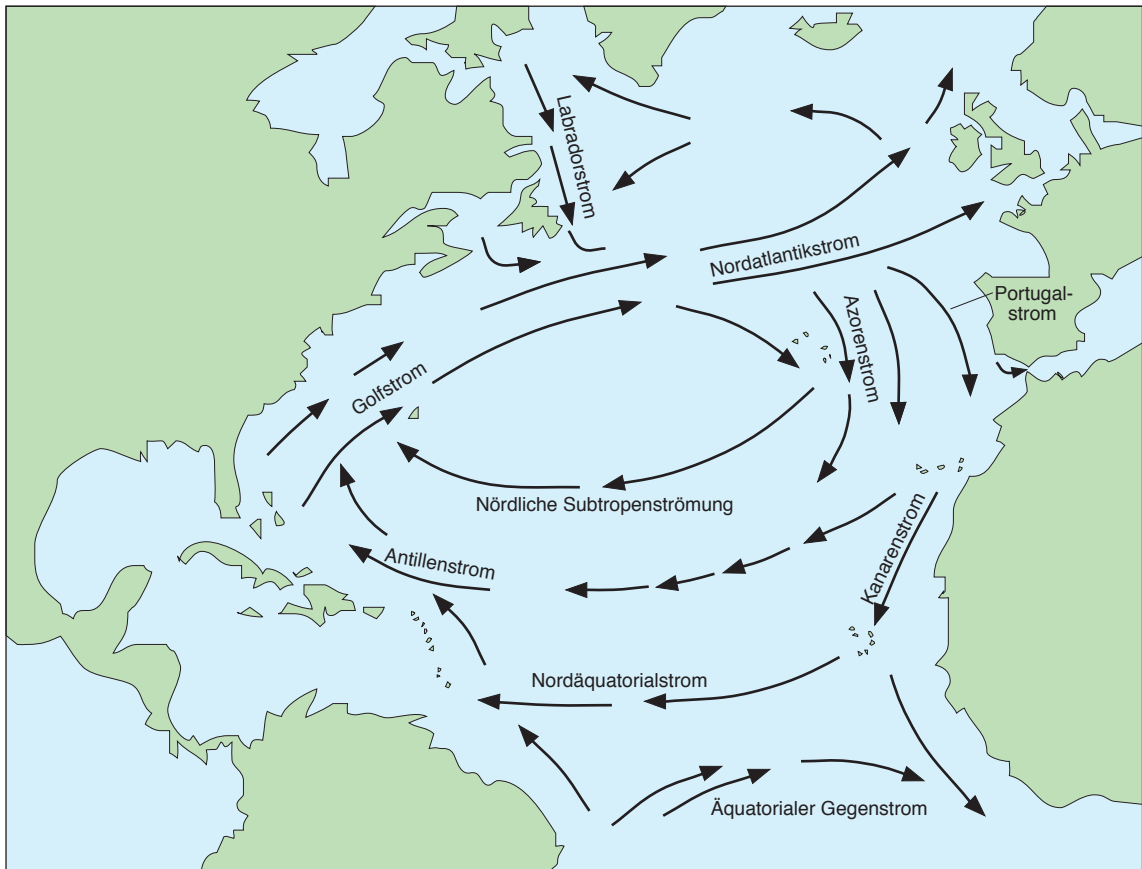 Labradorstrom
Nordatlantikstrom
Portugal-
strom
Azorenstrom
Golfstrom
Nördliche Subtropenströmung
Kanarenstrom
Antillenstrom
Nordäquatorialstrom
Äquatorialer Gegenstrom